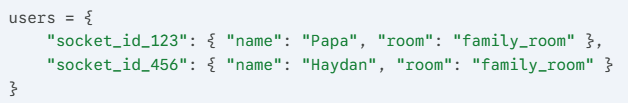 users = {
    "socket_id_123": { "name": "Papa", "room": "family_room" },
    "socket_id_456": { "name": "Haydan", "room": "family_room" }
}